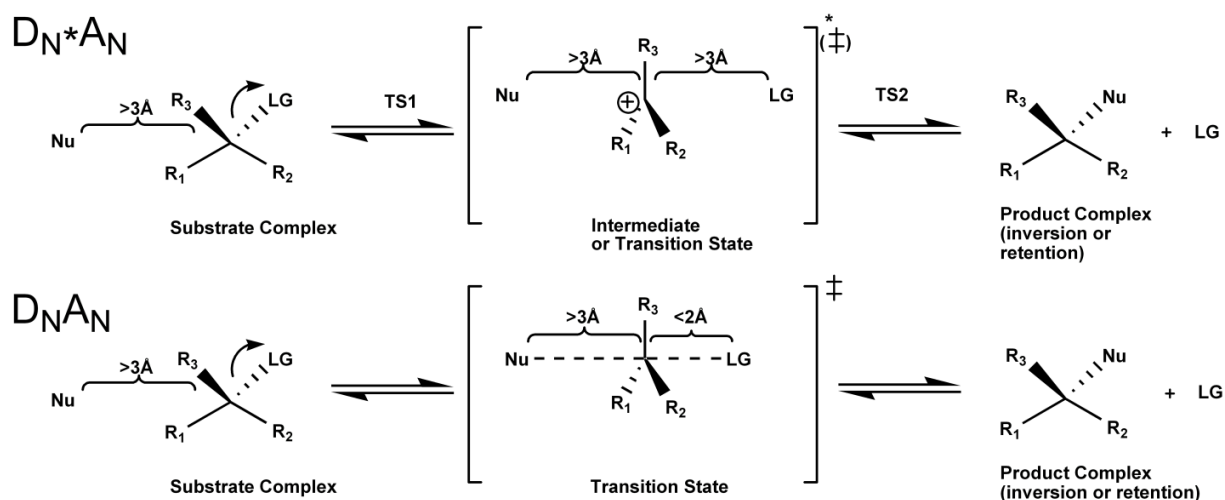 D_N*A_N
>3Å
Nu
R3
LG
R1
R2
Substrate Complex
TS1
>3Å
>3Å
R3
Nu
LG
R1
R2
* (‡)
Intermediate
or Transition State
TS2
R3
Nu
R1
R2
+ LG
Product Complex
(inversion or
retention)
D_NA_N
>3Å
Nu
R3
LG
R1
R2
Substrate Complex
>3Å
<2Å
R3
Nu
LG
R1
R2
‡
Transition State
R3
Nu
R1
R2
+ LG
Product Complex
(inversion or retention)